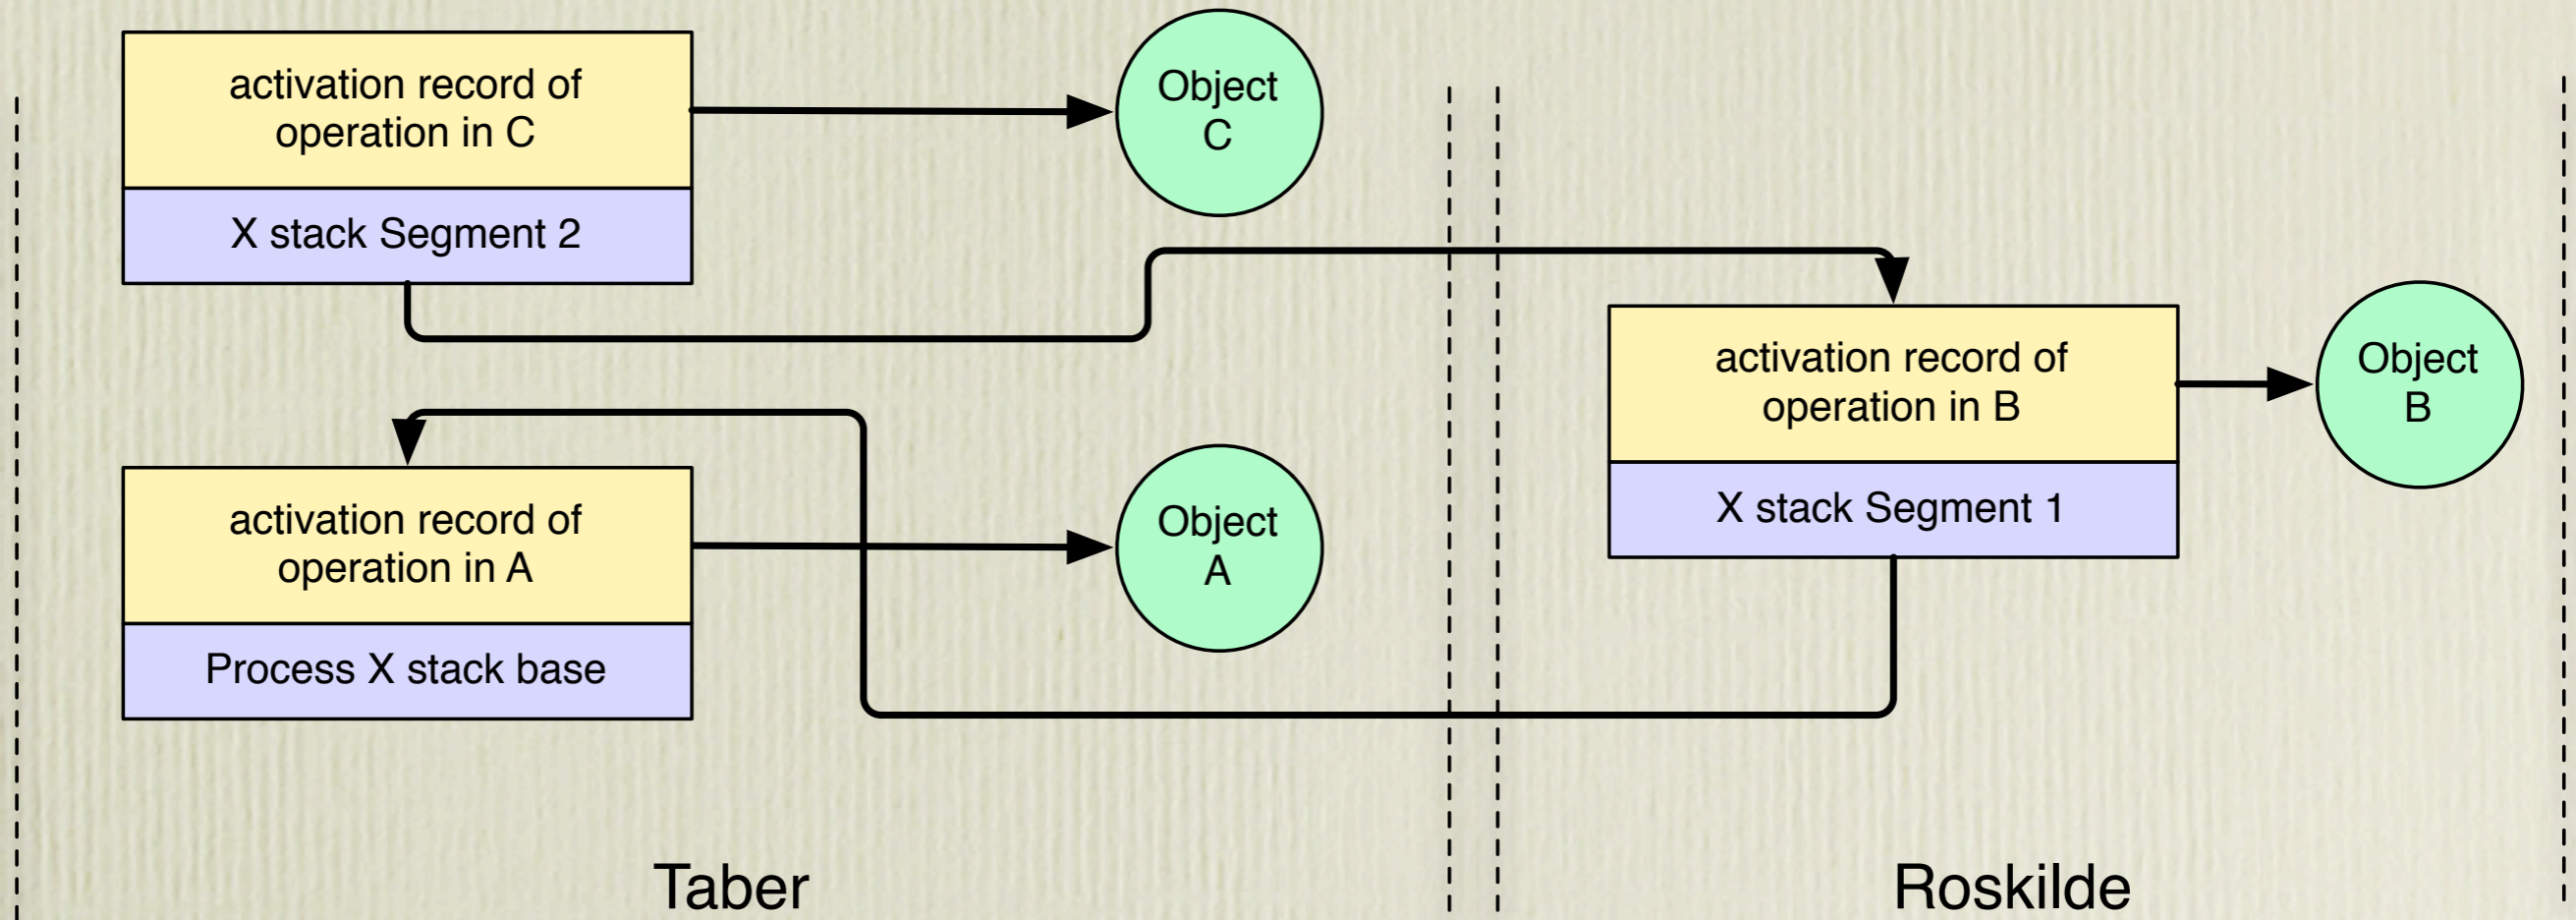 activation record of
operation in C
X stack Segment 2
Object
C
activation record of
operation in A
Process X stack base
Object
A
activation record of
operation in B
X stack Segment 1
Object
B
Taber
Roskilde